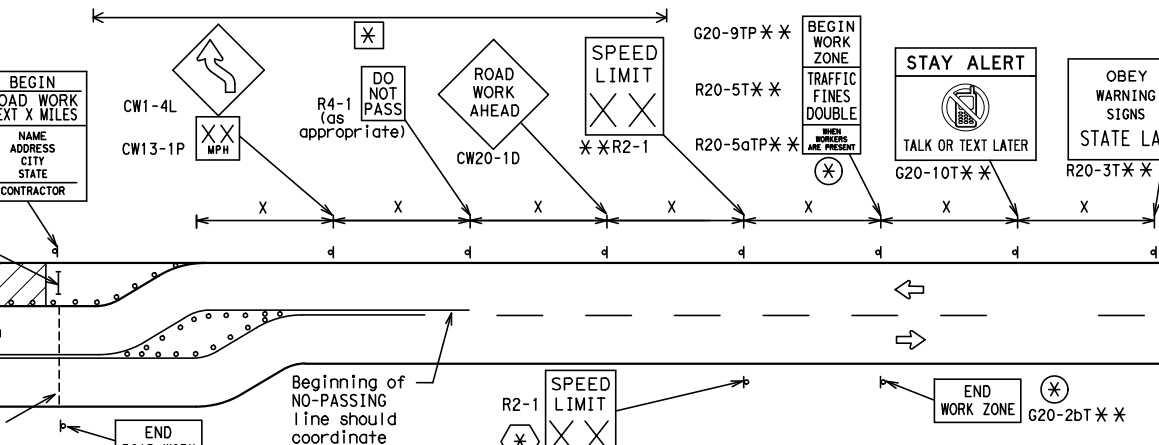 BEGIN
ROAD WORK
NEXT X MILES
NAME
ADDRESS
CITY
STATE
CONTRACTOR
CW1-4L
CW13-1P
XX
MPH
*
R4-1
(as
appropriate)
DO
NOT
PASS
ROAD
WORK
AHEAD
CW20-1D
SPEED
LIMIT
XX
**R2-1
G20-9TP**
R20-5T**
R20-5aTP**
BEGIN
WORK
ZONE
TRAFFIC
FINES
DOUBLE
WHEN
WORKERS
ARE PRESENT
*
STAY ALERT
TALK OR TEXT LATER
G20-10T**
OBEY
WARNING
SIGNS
STATE LA
R20-3T**
X X X X X X X
Beginning of
NO-PASSING
line should
coordinate
R2-1
*
SPEED
LIMIT
XX
END
WORK ZONE
*
G20-2bT**
END